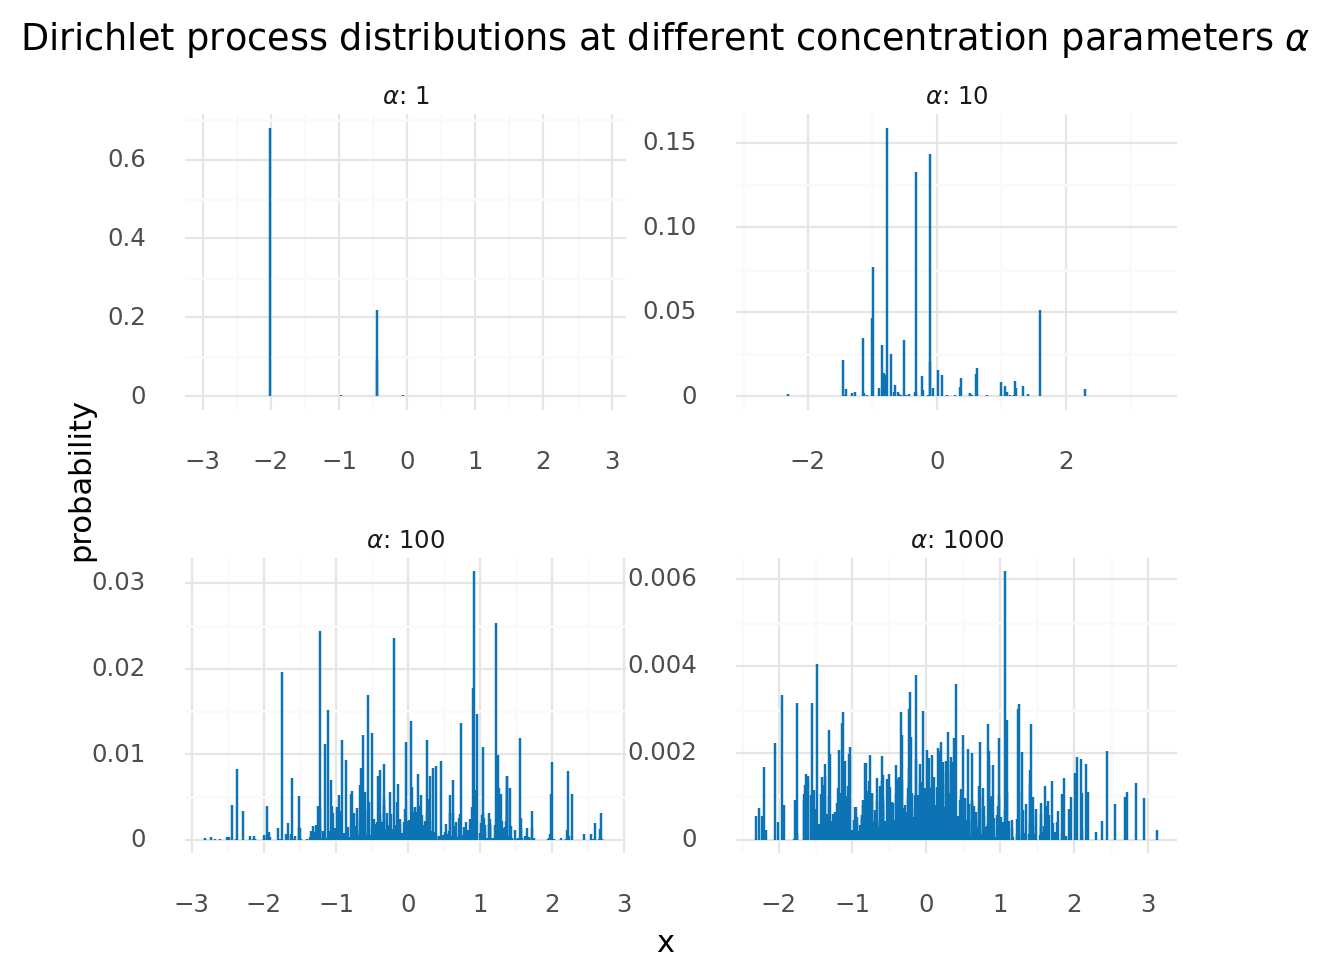 Dirichlet process distributions at different concentration parameters α
α: 1
α: 10
0.6
0.4
0.2
0
0.15
0.10
0.05
0
−3 −2 −1 0 1 2 3
−2 0 2
probability
α: 100
α: 1000
0.03
0.02
0.01
0
0.006
0.004
0.002
0
−3 −2 −1 0 1 2 3
−2 −1 0 1 2 3
x